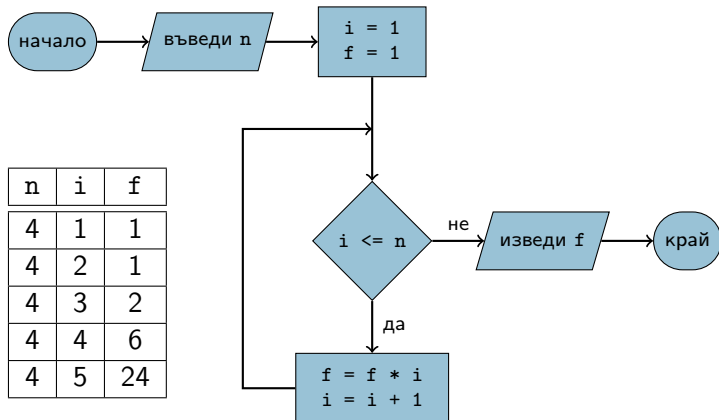 начало
въведи n
i = 1
f = 1
i <= n
не
изведи f
край
да
f = f * i
i = i + 1
n i f
4 1 1
4 2 1
4 3 2
4 4 6
4 5 24